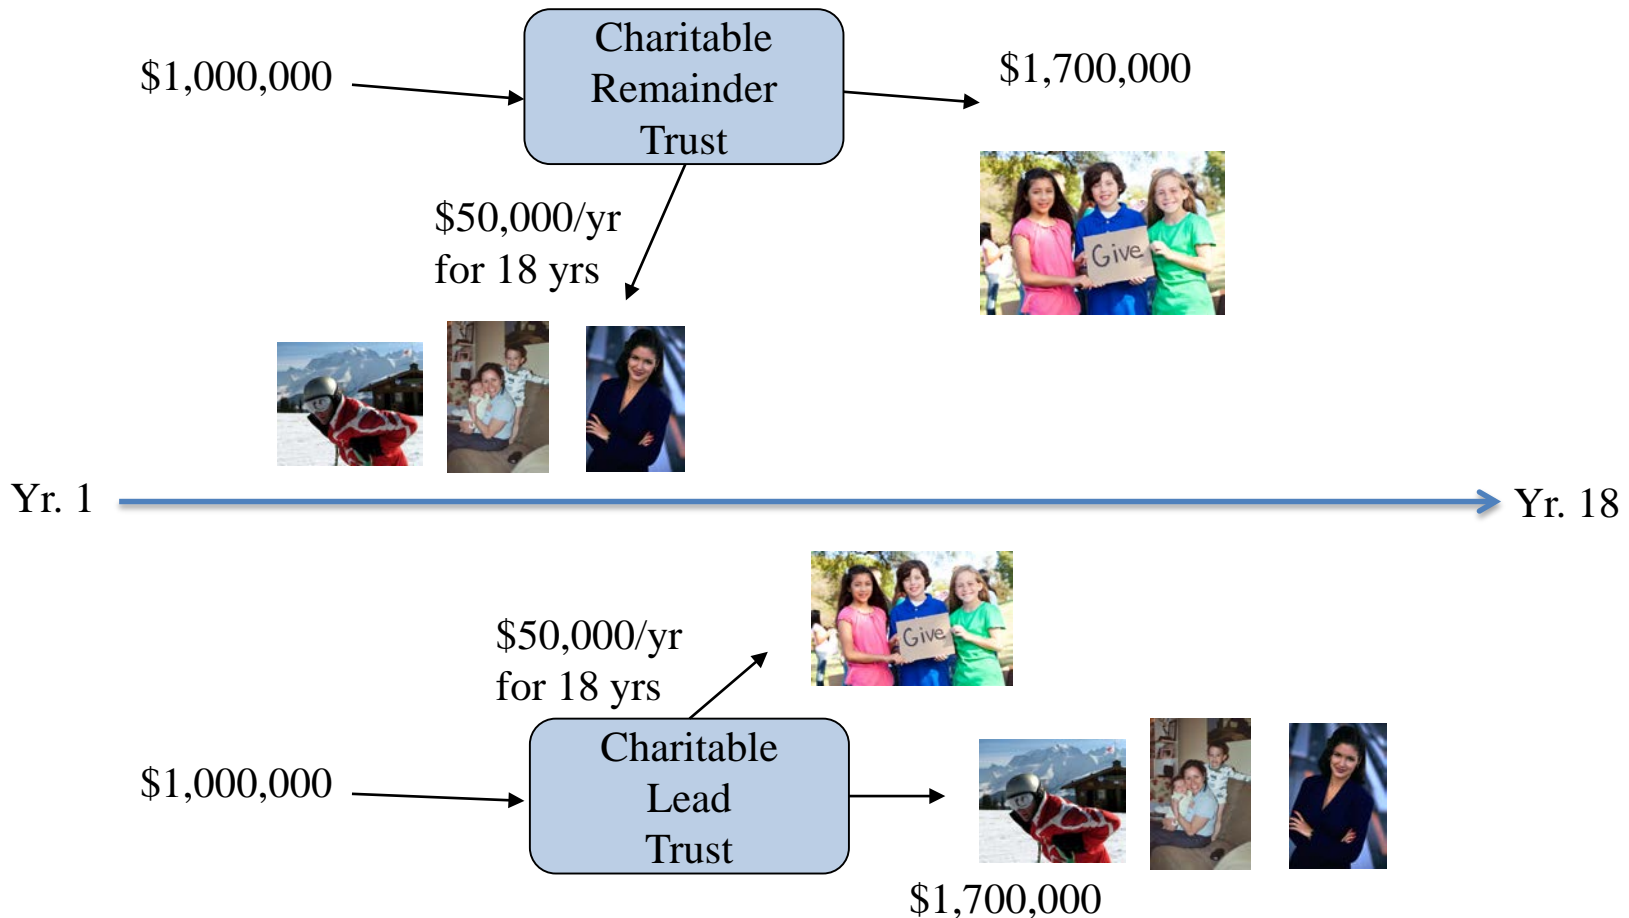 Charitable
Remainder
Trust
$1,000,000
$1,700,000
$50,000/yr
for 18 yrs
Give
Yr. 1
Yr. 18
$50,000/yr
for 18 yrs
Give
Charitable
Lead
Trust
$1,000,000
$1,700,000